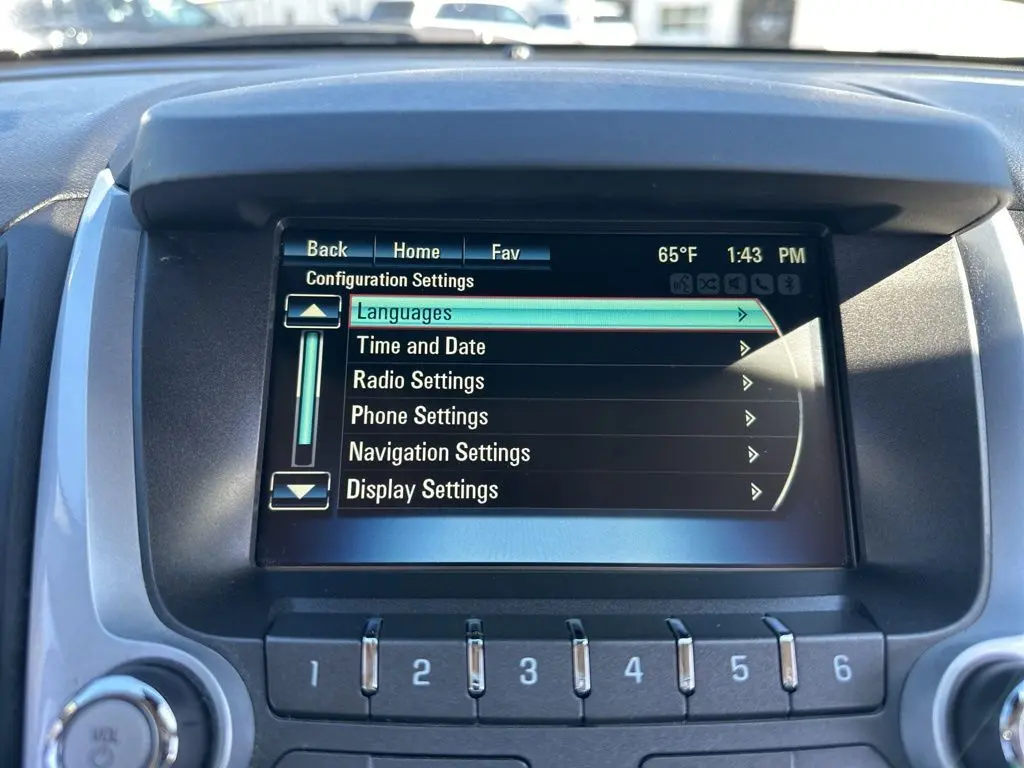 Back Home Fav 65°F 1:43 PM
Configuration Settings
Languages
Time and Date
Radio Settings
Phone Settings
Navigation Settings
Display Settings
1 2 3 4 5 6
VOL